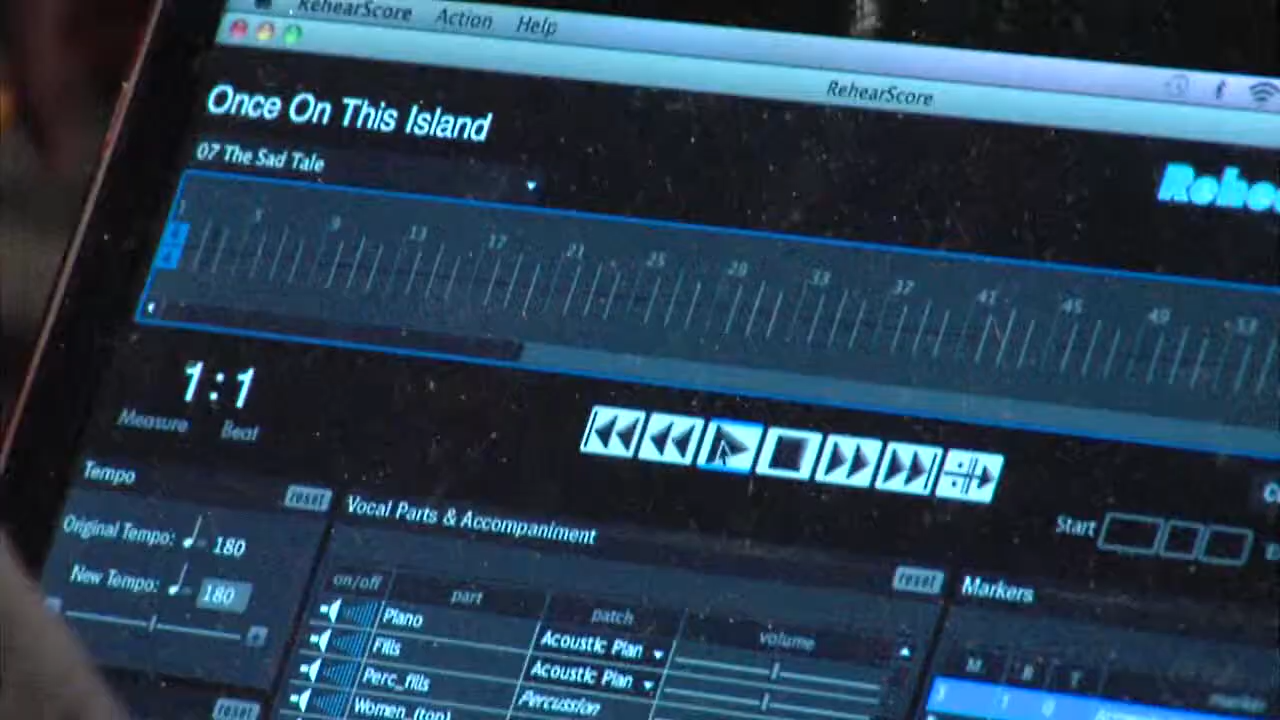 RehearScore Action Help
RehearScore
Once On This Island
07 The Sad Tale
Rehe
1 5 9 13 17 21 25 29 33 37 41 45 49 53
1:1
Measure Beat
Tempo
reset
Original Tempo: 180
New Tempo: 180
Vocal Parts & Accompaniment
reset
on/off part patch volume
Piano Acoustic Pian
Fills Acoustic Pian
Perc_fills Percussion
Women_(top)
reset
Start
Markers
M B T